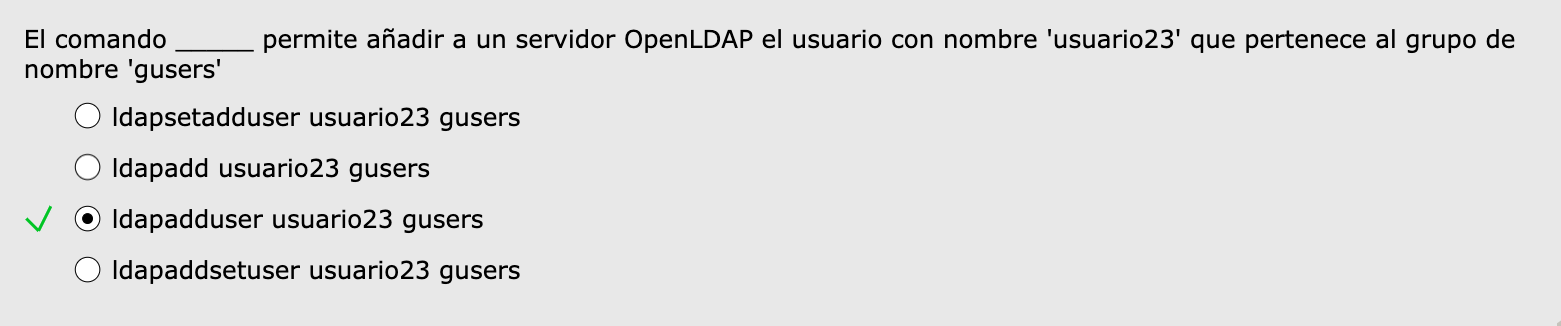 El comando ______ permite añadir a un servidor OpenLDAP el usuario con nombre 'usuario23' que pertenece al grupo de
nombre 'gusers'
ldapsetadduser usuario23 gusers
ldapadd usuario23 gusers
ldapadduser usuario23 gusers
ldapaddsetuser usuario23 gusers